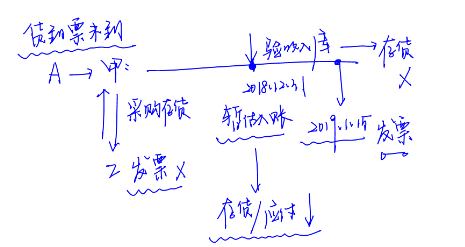 货到票未到
A → 甲：
验收入库 → 存货 X
采购存货
2018.12.31
暂估入账
2019.1.15 发票
乙 发票 X
存货/应付 ↓